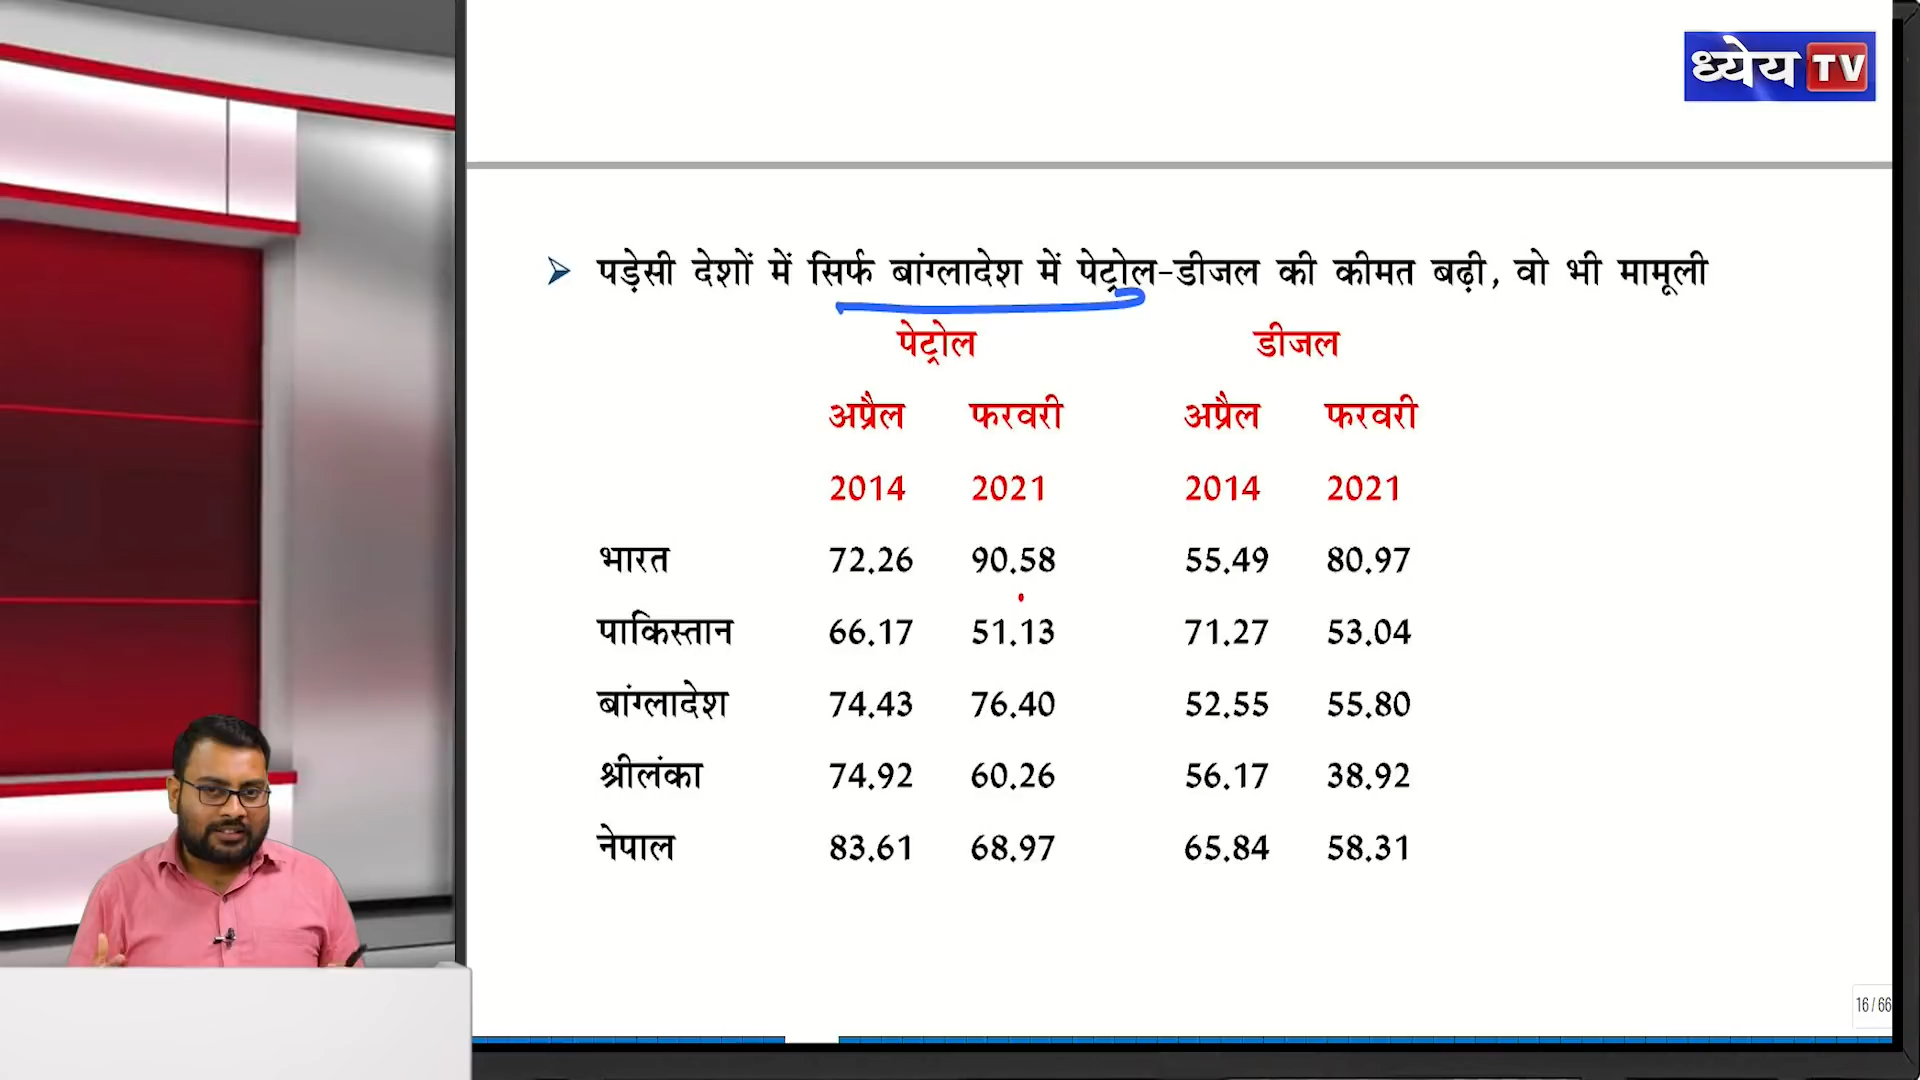 ध्येय TV
➢ पड़ेसी देशों में सिर्फ बांग्लादेश में पेट्रोल-डीजल की कीमत बढ़ी, वो भी मामूली
पेट्रोल डीजल
अप्रैल फरवरी अप्रैल फरवरी
2014 2021 2014 2021
भारत 72.26 90.58 55.49 80.97
पाकिस्तान 66.17 51.13 71.27 53.04
बांग्लादेश 74.43 76.40 52.55 55.80
श्रीलंका 74.92 60.26 56.17 38.92
नेपाल 83.61 68.97 65.84 58.31
16 / 66